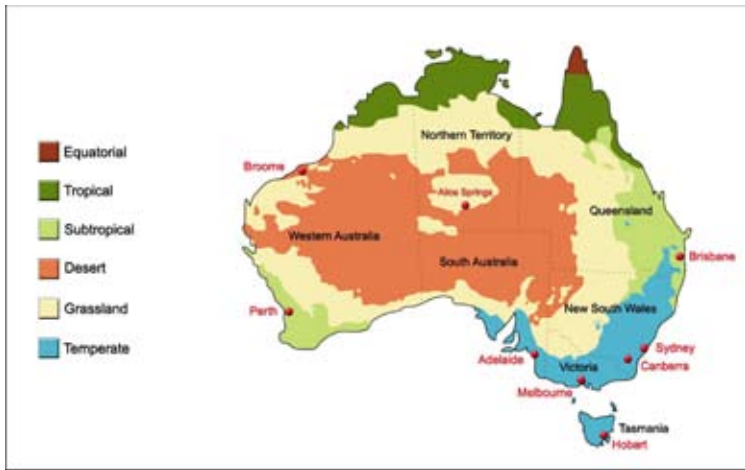 Equatorial
Tropical
Subtropical
Desert
Grassland
Temperate
Northern Territory
Broome
Alice Springs
Queensland
Western Australia
South Australia
Brisbane
New South Wales
Perth
Sydney
Adelaide
Canberra
Victoria
Melbourne
Tasmania
Hobart